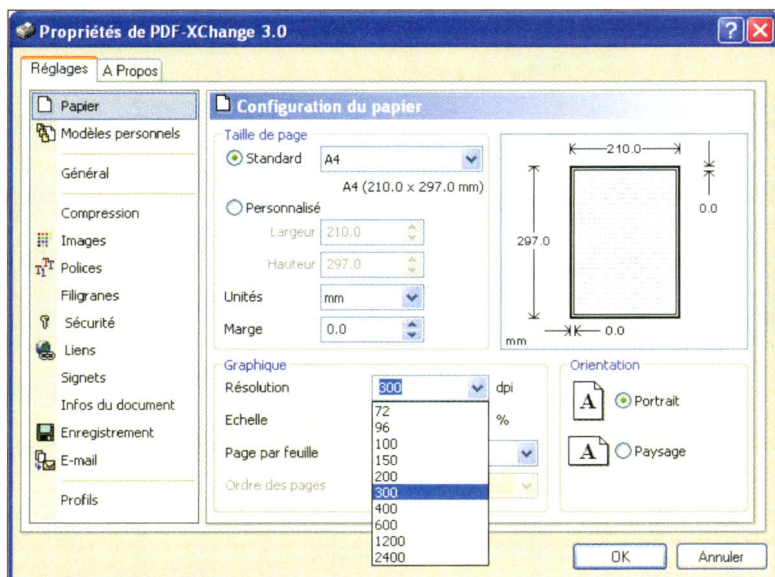 Propriétés de PDF-XChange 3.0
Réglages
A Propos
Papier
Modèles personnels
Général
Compression
Images
Polices
Filigranes
Sécurité
Liens
Signets
Infos du document
Enregistrement
E-mail
Profils
Configuration du papier
Taille de page
Standard A4
A4 (210.0 x 297.0 mm)
Personnalisé
Largeur 210.0
Hauteur 297.0
Unités mm
Marge 0.0
210.0
0.0
297.0
mm 0.0
Graphique
Résolution 300 dpi
Echelle %
Page par feuille
Ordre des pages
72
96
100
150
200
300
400
600
1200
2400
Orientation
A Portrait
A Paysage
OK Annuler